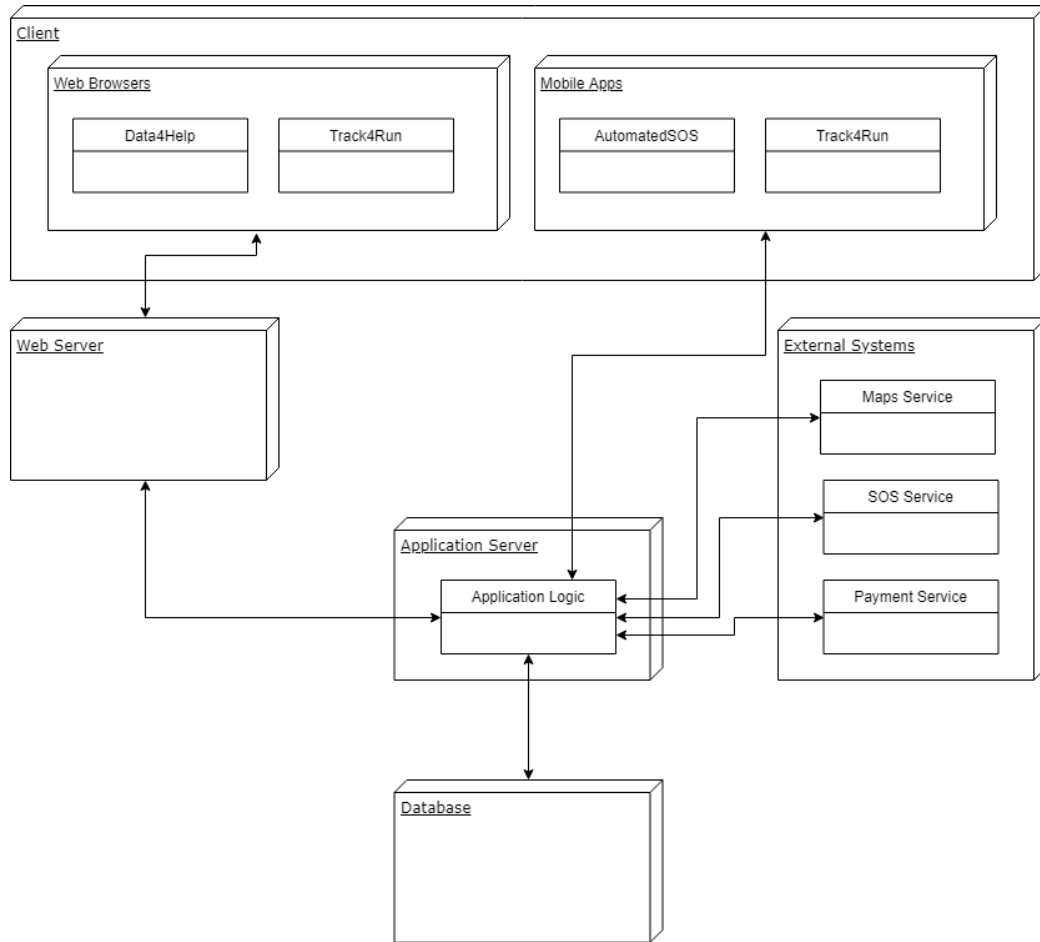 Client
Web Browsers
Data4Help
Track4Run
Mobile Apps
AutomatedSOS
Track4Run
Web Server
External Systems
Maps Service
SOS Service
Payment Service
Application Server
Application Logic
Database